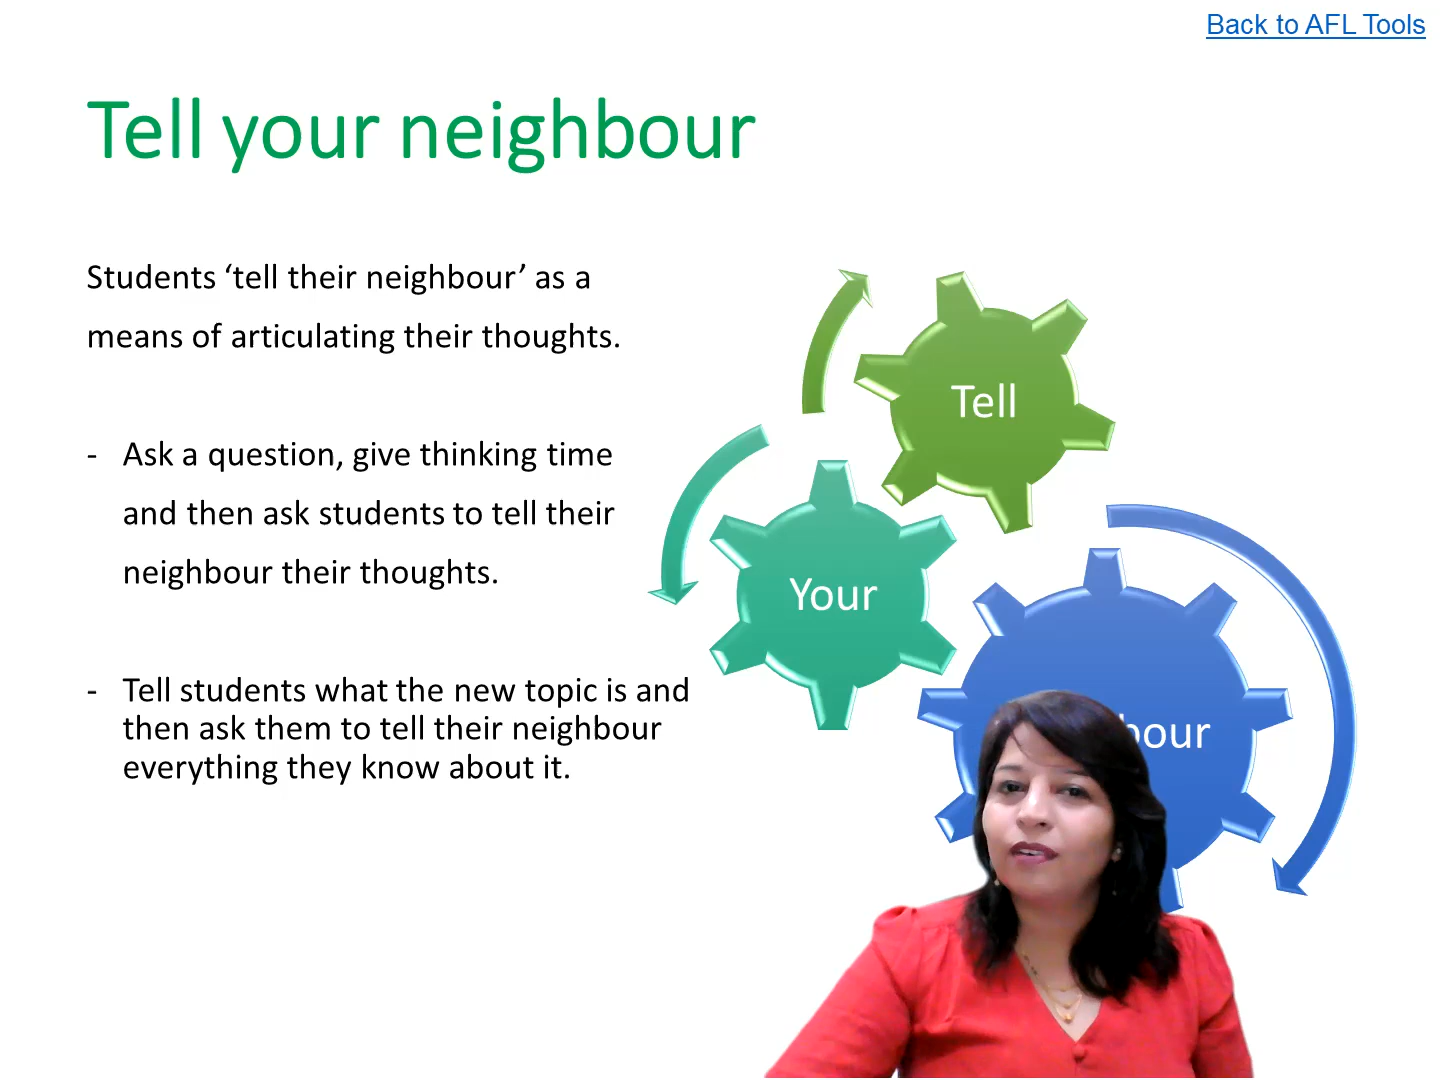 Back to AFL Tools
Tell your neighbour
Students ‘tell their neighbour’ as a
means of articulating their thoughts.
- Ask a question, give thinking time
and then ask students to tell their
neighbour their thoughts.
- Tell students what the new topic is and
then ask them to tell their neighbour
everything they know about it.
Tell
Your